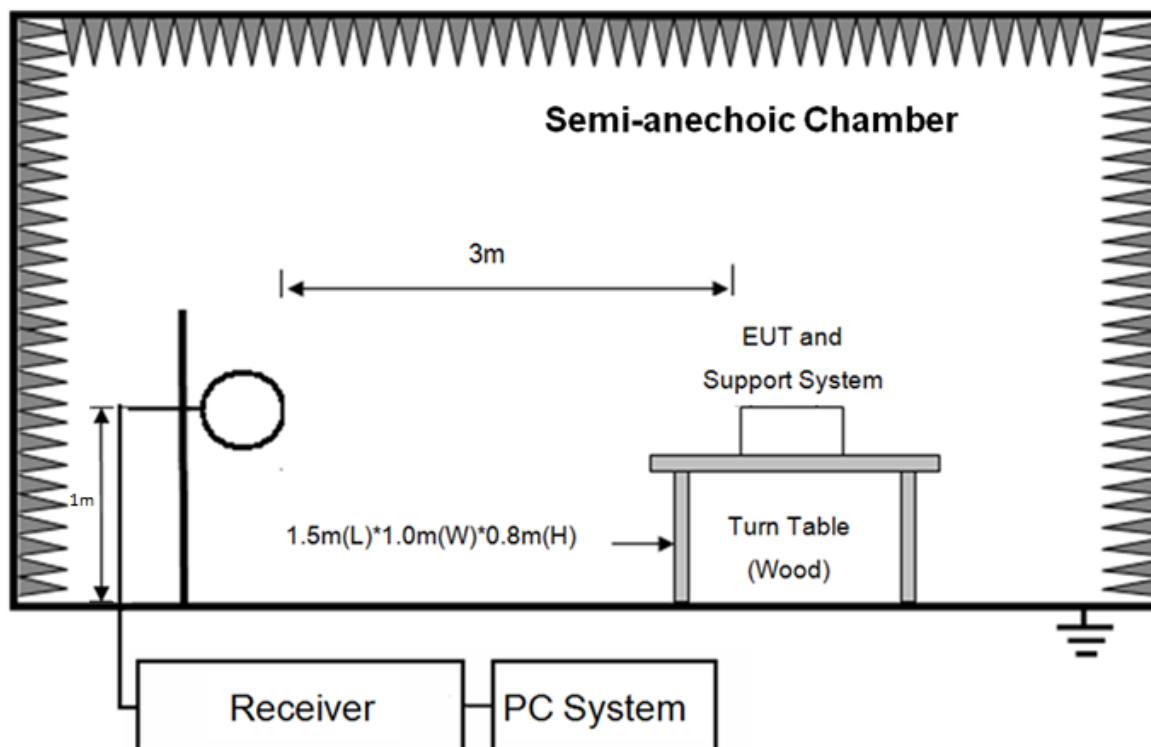 Semi-anechoic Chamber
3m
EUT and
Support System
1m
1.5m(L)*1.0m(W)*0.8m(H)
Turn Table
(Wood)
Receiver
PC System